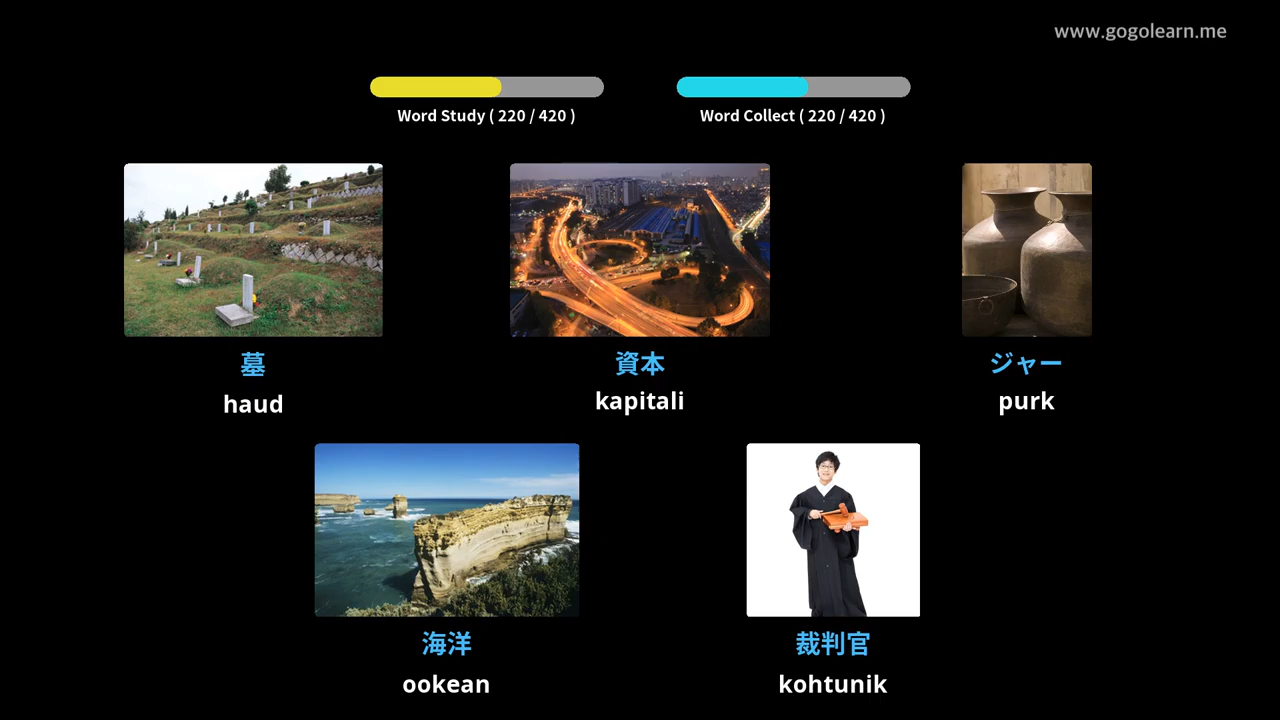 www.gogolearn.me
Word Study ( 220 / 420 )
Word Collect ( 220 / 420 )
墓
haud
資本
kapitali
ジャー
purk
海洋
ookean
裁判官
kohtunik